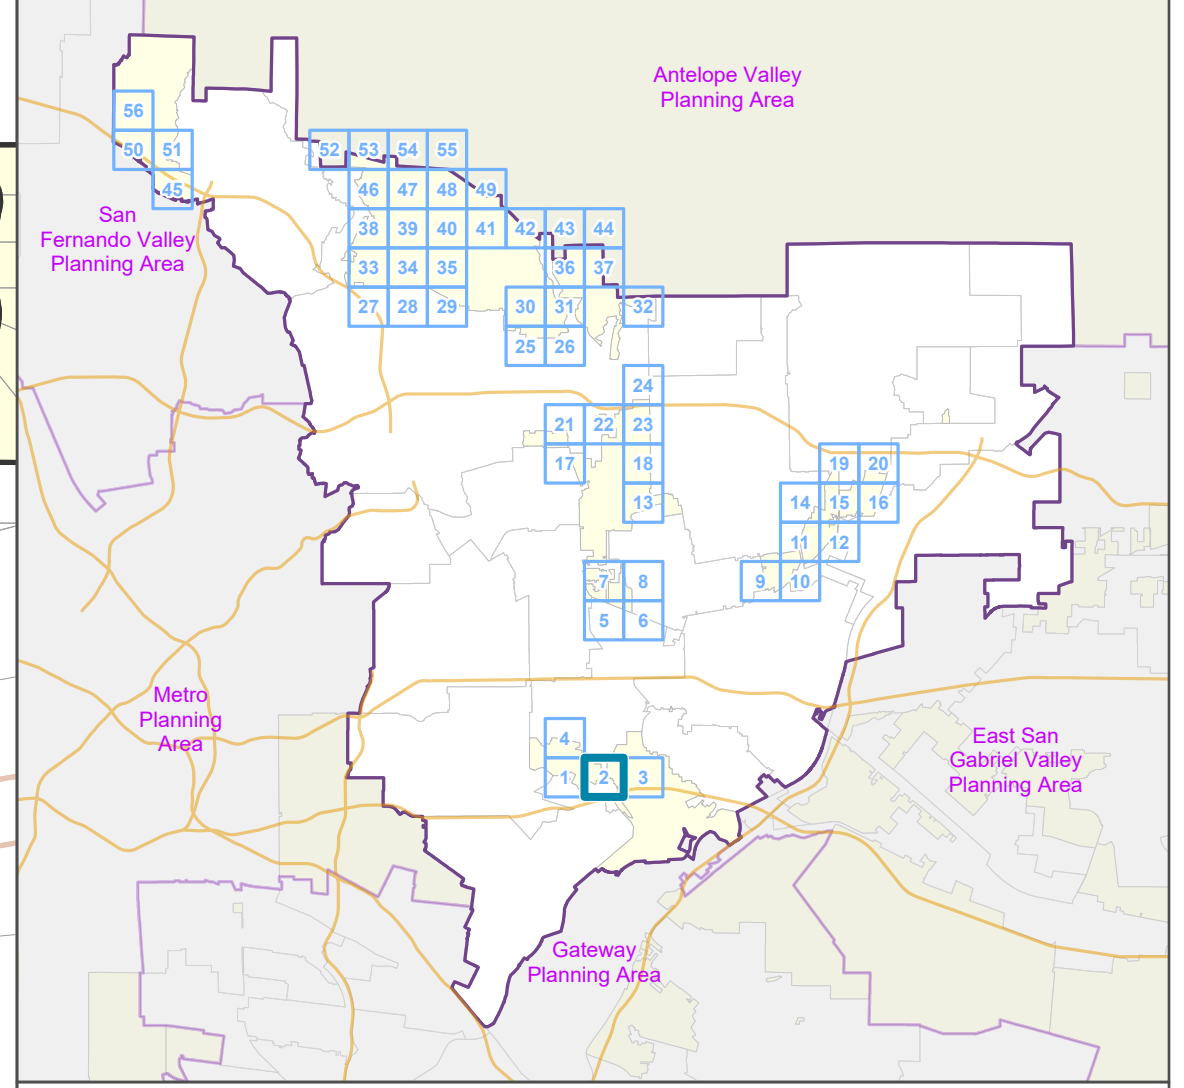 Antelope Valley
Planning Area
56
50 51
52 53 54 55
45
46 47 48 49
San
Fernando Valley
Planning Area
38 39 40 41 42 43 44
33 34 35
36 37
27 28 29
30 31
32
25 26
24
21 22 23
17
18
19 20
13
14 15 16
11 12
7 8
9 10
5 6
Metro
Planning
Area
4
East San
Gabriel Valley
Planning Area
1 2 3
Gateway
Planning Area